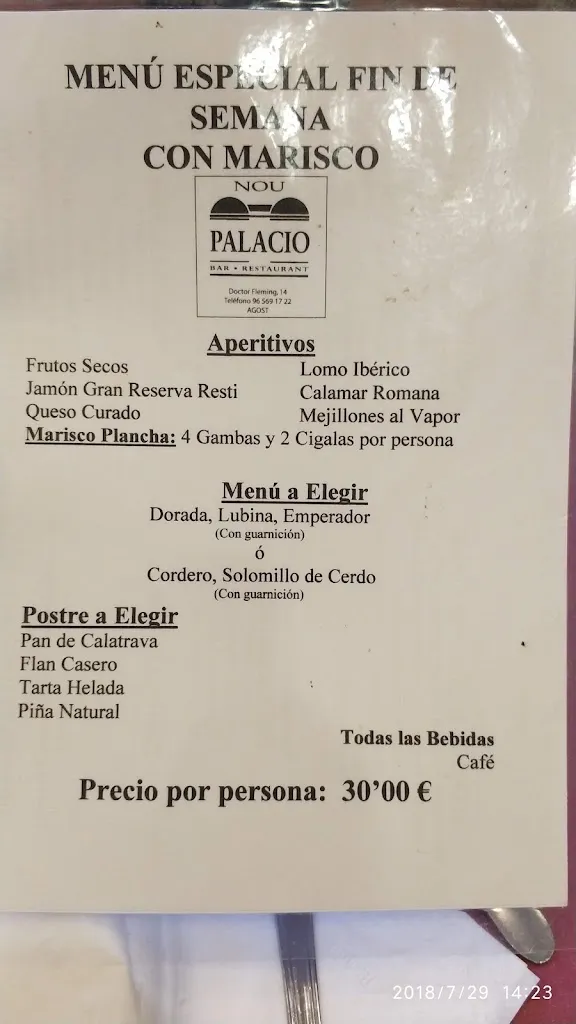 MENÚ ESPECIAL FIN DE
SEMANA
CON MARISCO
NOU
PALACIO
BAR • RESTAURANT
Doctor Fleming, 14
Teléfono 96 569 17 22
AGOST
Aperitivos
Frutos Secos
Jamón Gran Reserva Resti
Queso Curado
Lomo Ibérico
Calamar Romana
Mejillones al Vapor
Marisco Plancha: 4 Gambas y 2 Cigalas por persona
Menú a Elegir
Dorada, Lubina, Emperador
(Con guarnición)
ó
Cordero, Solomillo de Cerdo
(Con guarnición)
Postre a Elegir
Pan de Calatrava
Flan Casero
Tarta Helada
Piña Natural
Todas las Bebidas
Café
Precio por persona: 30’00 €
2018/7/29 14:23